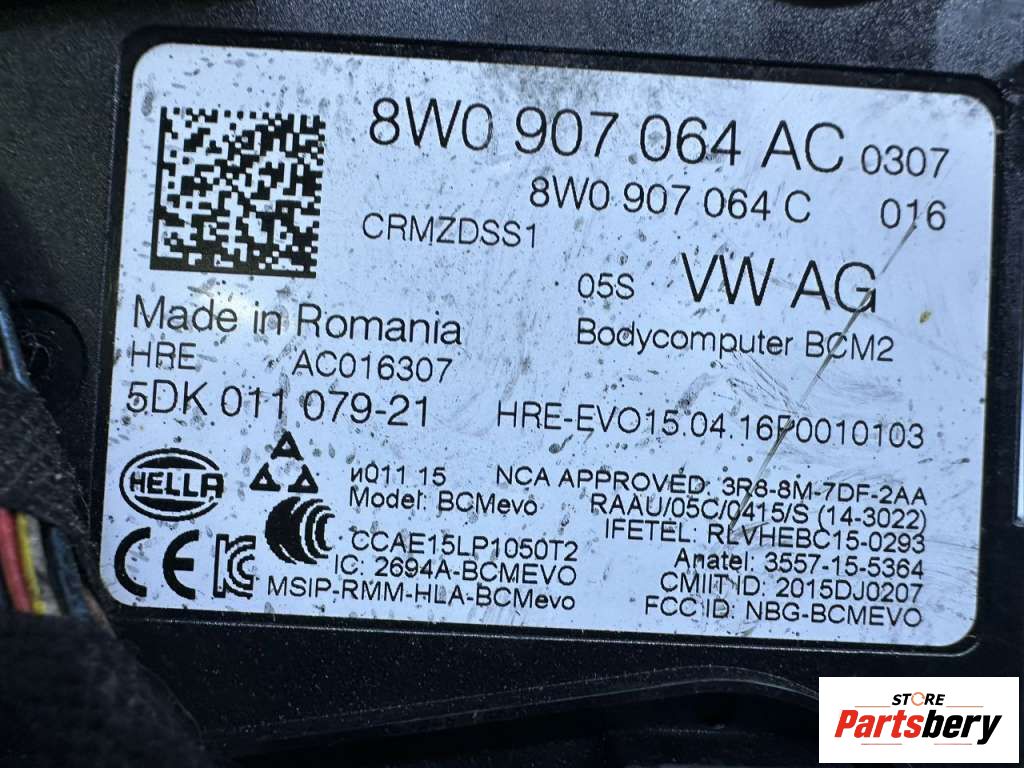 8W0 907 064 AC 0307
8W0 907 064 C 016
CRMZDSS1
05S VW AG
Made in Romania
Bodycomputer BCM2
HRE AC016307
5DK 011 079-21
HRE-EVO15.04.16P0010103
HELLA
и011 15
NCA APPROVED: 3R8-8M-7DF-2AA
Model: BCMevo
RAAU/05C/0415/S (14-3022)
IFETEL: RLVHEBC15-0293
CCAE15LP1050T2
Anatel: 3557-15-5364
CE
IC: 2694A-BCMEVO
CMIIT ID: 2015DJ0207
MSIP-RMM-HLA-BCMevo
FCC ID: NBG-BCMEVO
STORE
Partsbery